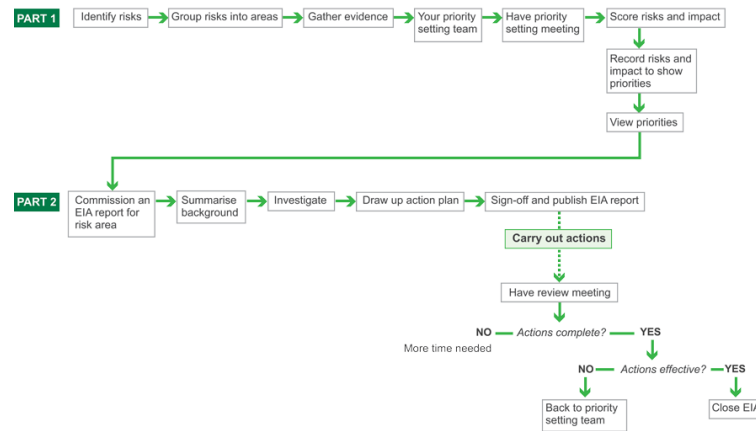 PART 1
Identify risks
Group risks into areas
Gather evidence
Your priority
setting team
Have priority
setting meeting
Score risks and impact
Record risks and
impact to show
priorities
View priorities
PART 2
Commission an
EIA report for
risk area
Summarise
background
Investigate
Draw up action plan
Sign-off and publish EIA report
Carry out actions
Have review meeting
NO
Actions complete?
YES
More time needed
NO
Actions effective?
YES
Back to priority
setting team
Close EIA